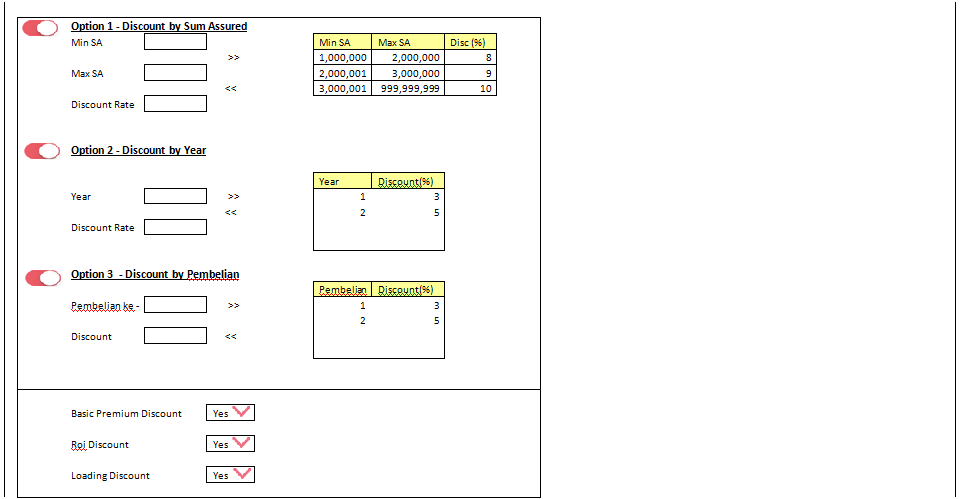 Option 1 - Discount by Sum Assured
Min SA
>>
Max SA
<<
Discount Rate
Min SA Max SA Disc (%)
1,000,000 2,000,000 8
2,000,001 3,000,000 9
3,000,001 999,999,999 10
Option 2 - Discount by Year
Year >>
<<
Discount Rate
Year Discount(%)
1 3
2 5
Option 3 - Discount by Pembelian
Pembelian ke - >>
Discount <<
Pembelian Discount(%)
1 3
2 5
Basic Premium Discount Yes
Roi Discount Yes
Loading Discount Yes